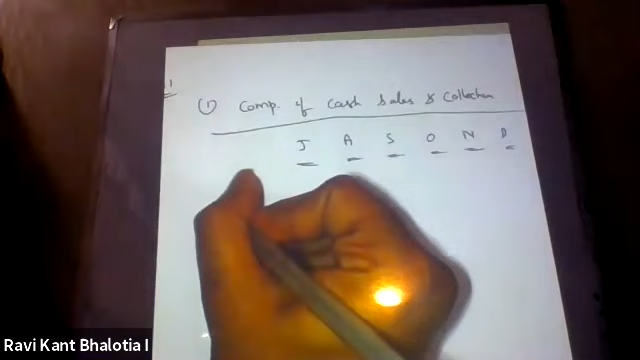 ① Comp. of Cash Sales & Collection
J A S O N D
Ravi Kant Bhalotia I